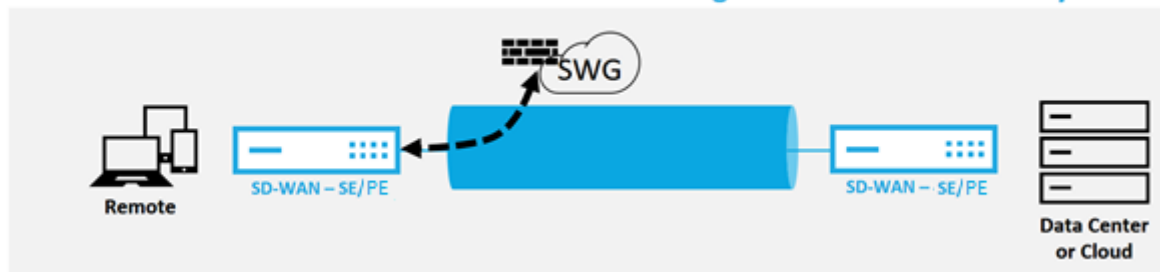 SWG
SD-WAN – SE/PE
SD-WAN – SE/PE
Remote
Data Center
or Cloud